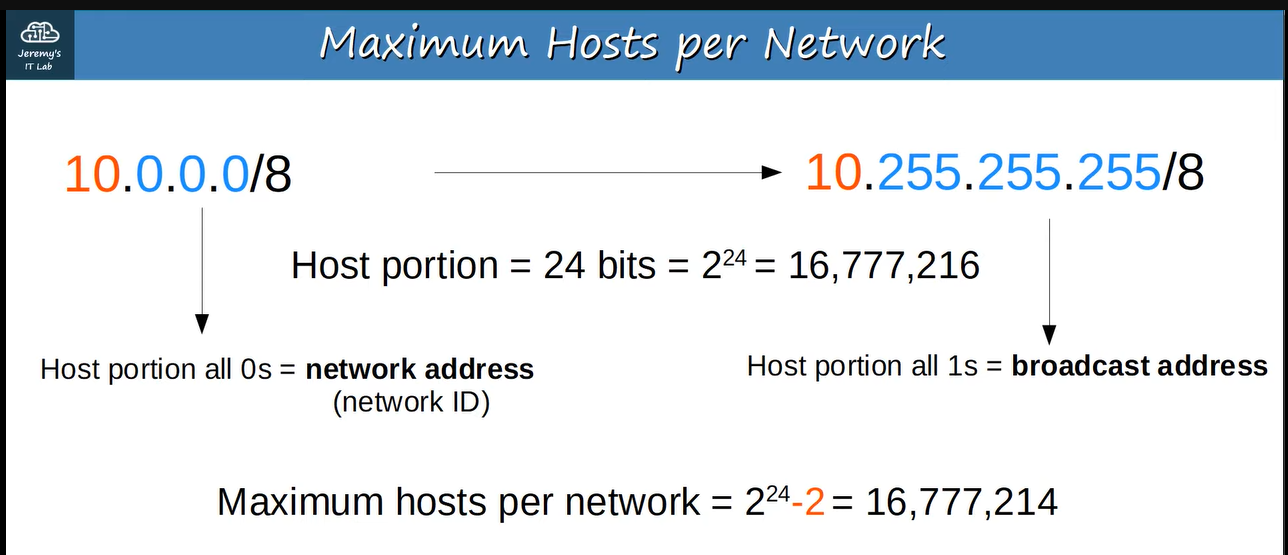 Jeremy's
IT Lab
Maximum Hosts per Network
10.0.0.0/8
10.255.255.255/8
Host portion = 24 bits = 2²⁴ = 16,777,216
Host portion all 0s = network address
(network ID)
Host portion all 1s = broadcast address
Maximum hosts per network = 2²⁴-2 = 16,777,214